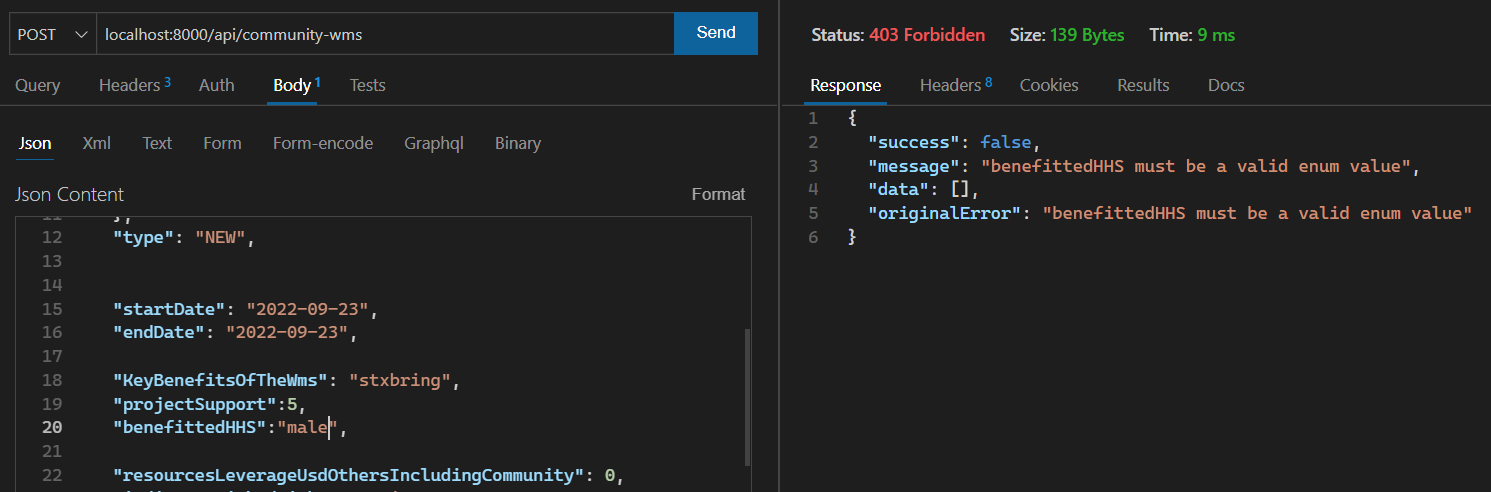 POST localhost:8000/api/community-wms Send
Query Headers 3 Auth Body 1 Tests
Json Xml Text Form Form-encode Graphql Binary
Json Content Format
12 "type": "NEW",
13
14
15 "startDate": "2022-09-23",
16 "endDate": "2022-09-23",
17
18 "KeyBenefitsOfTheWms": "stxbring",
19 "projectSupport":5,
20 "benefittedHHS":"male",
21
22 "resourcesLeverageUsdOthersIncludingCommunity": 0,
Status: 403 Forbidden Size: 139 Bytes Time: 9 ms
Response Headers 8 Cookies Results Docs
1 {
2 "success": false,
3 "message": "benefittedHHS must be a valid enum value",
4 "data": [],
5 "originalError": "benefittedHHS must be a valid enum value"
6 }